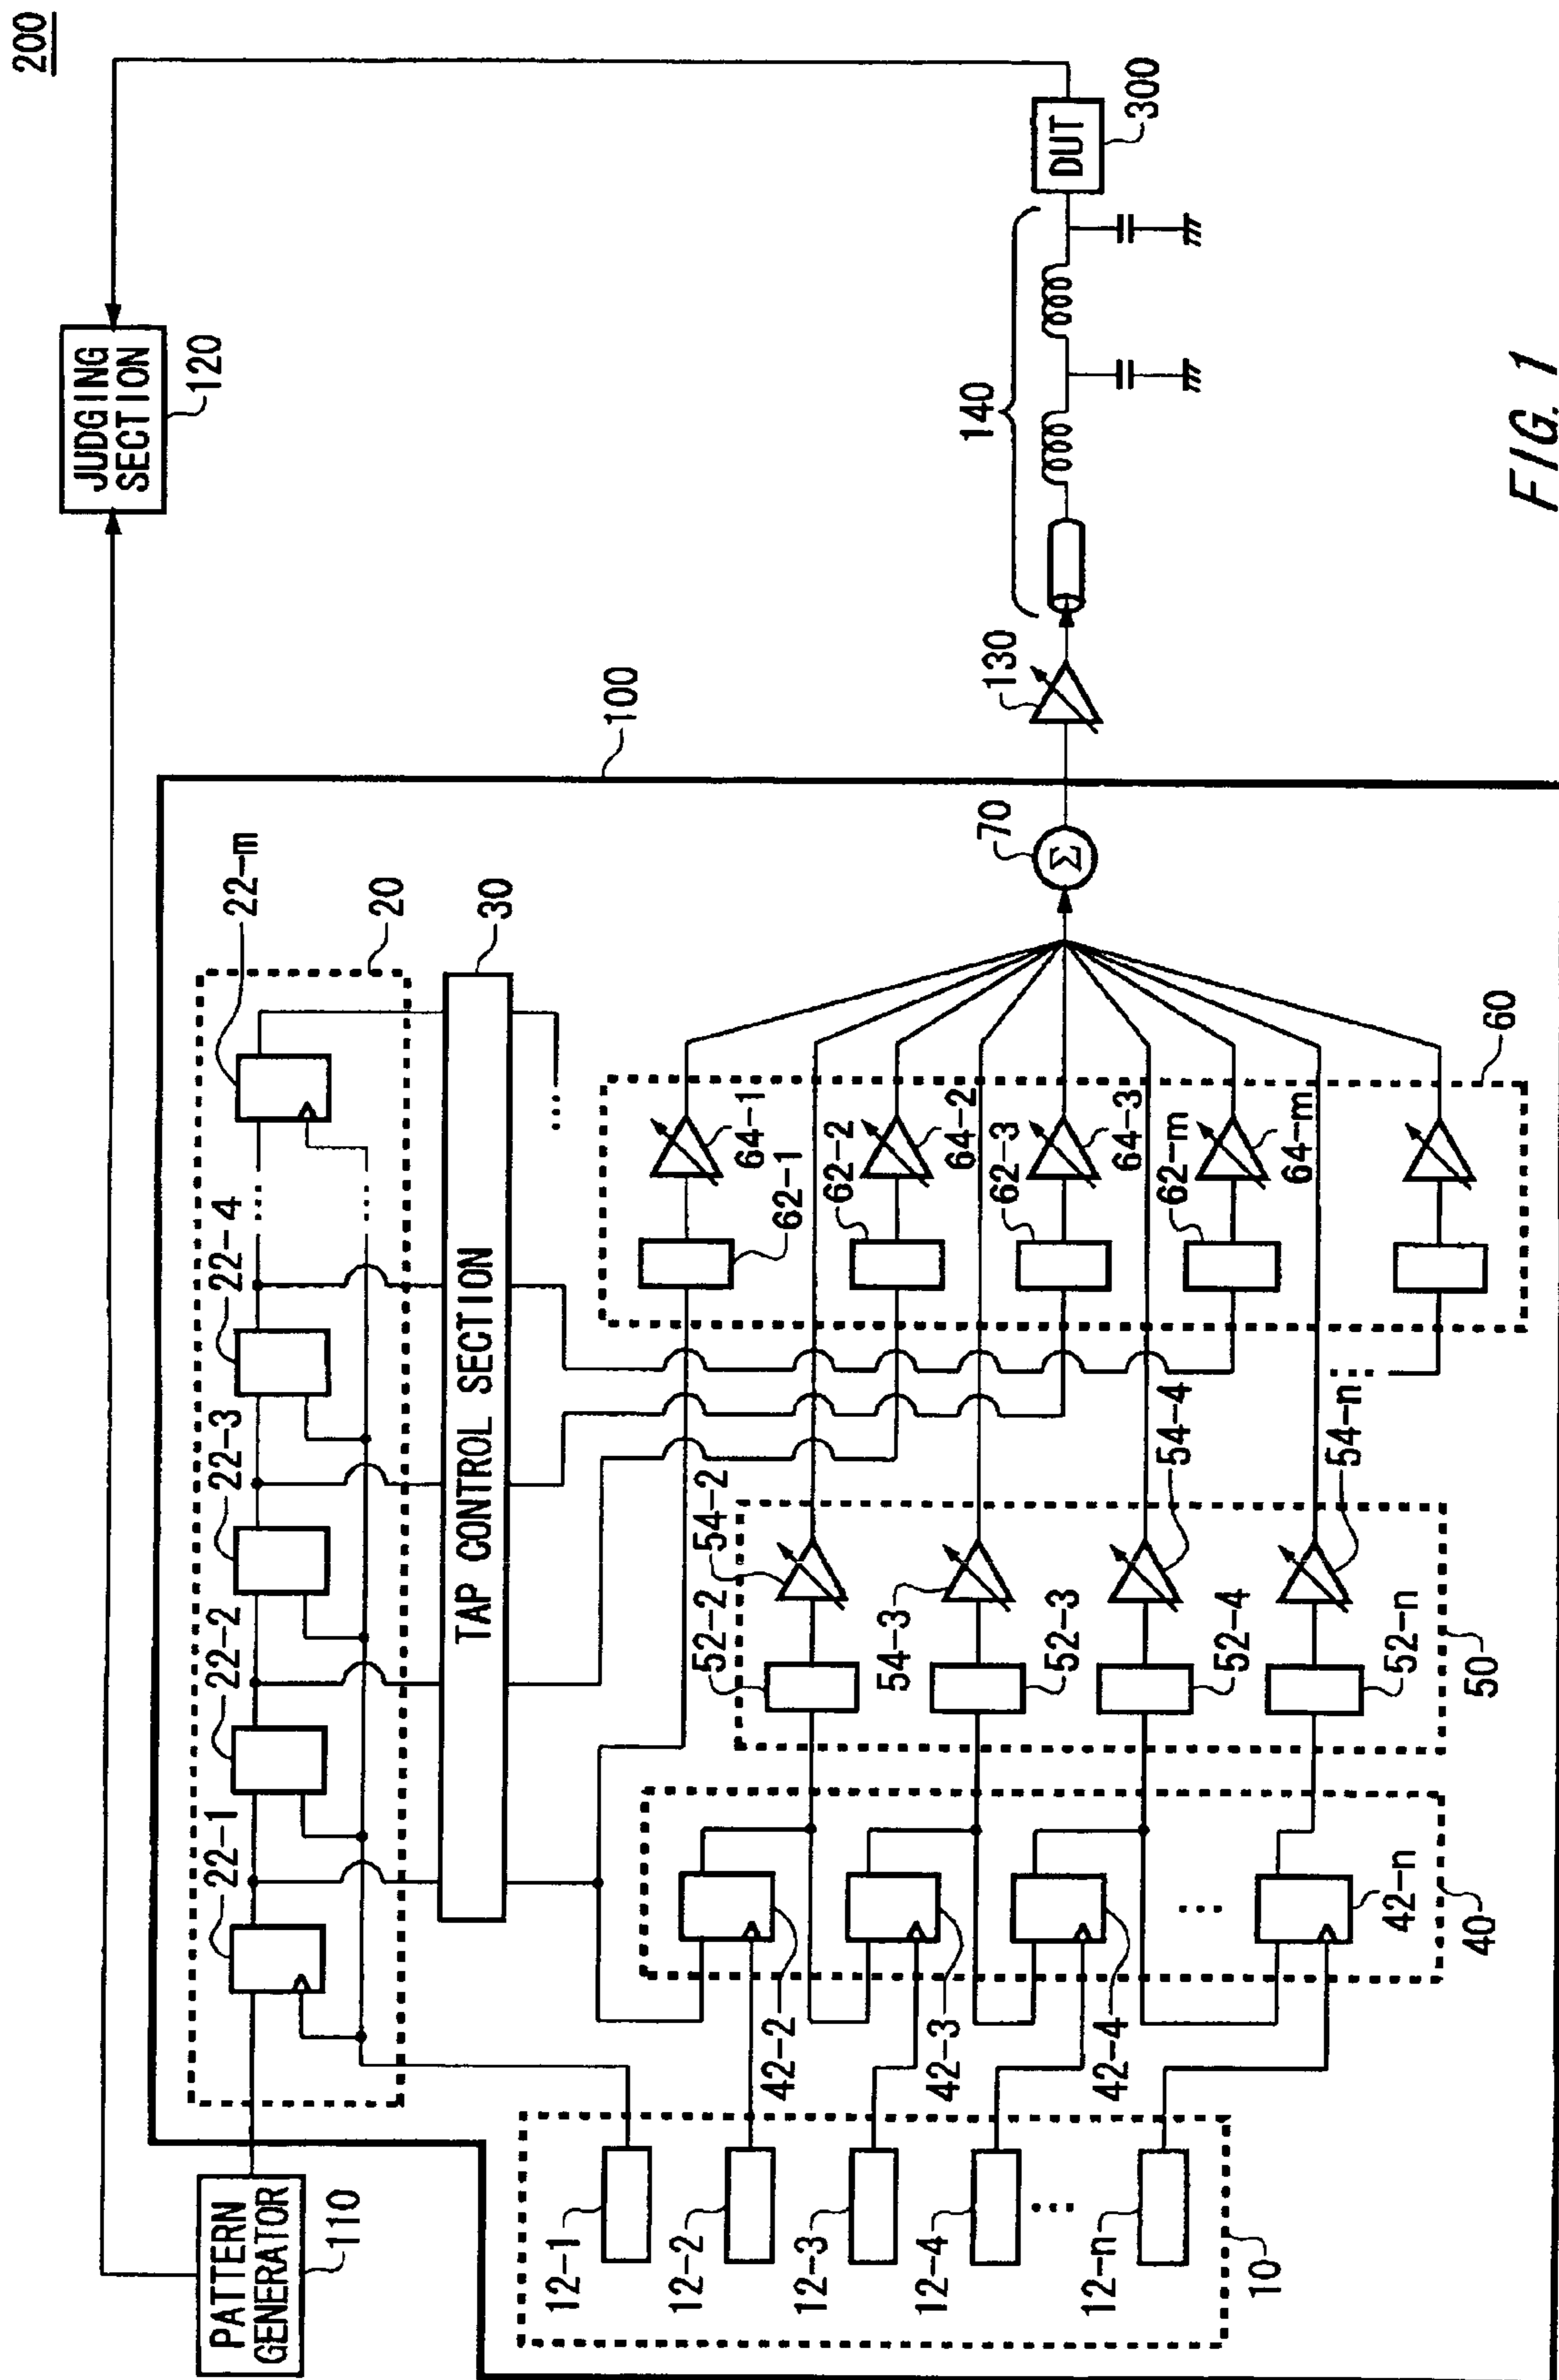 200
JUDGING
SECTION
120
PATTERN
GENERATOR
110
100
22-1
22-2
22-3
22-4
...
...
22-m
20
TAP CONTROL SECTION
30
...
12-1
12-2
12-3
12-4
...
12-n
10
42-2
42-3
42-4
...
42-n
40
52-2
54-2
54-3
52-3
54-4
52-4
54-n
52-n
50
...
62-1
64-1
62-2
64-2
62-3
64-3
62-m
64-m
60
Σ
70
130
140
DUT
300
FIG. 1